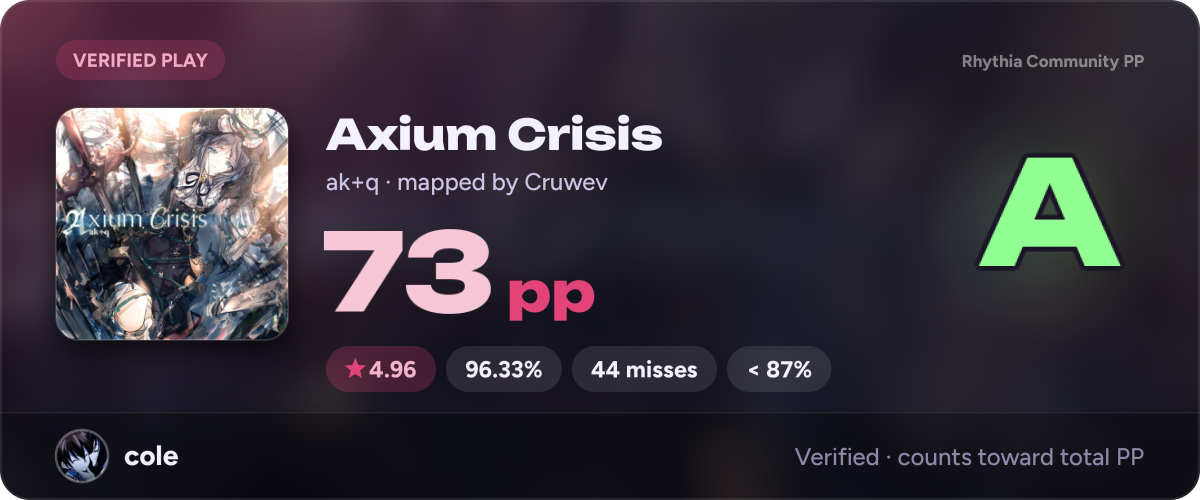 VERIFIED PLAY
Rhythia Community PP
Axium Crisis
ak+q
Axium Crisis
ak+q · mapped by Cruwev
73 pp
A
★ 4.96
96.33%
44 misses
< 87%
cole
Verified · counts toward total PP